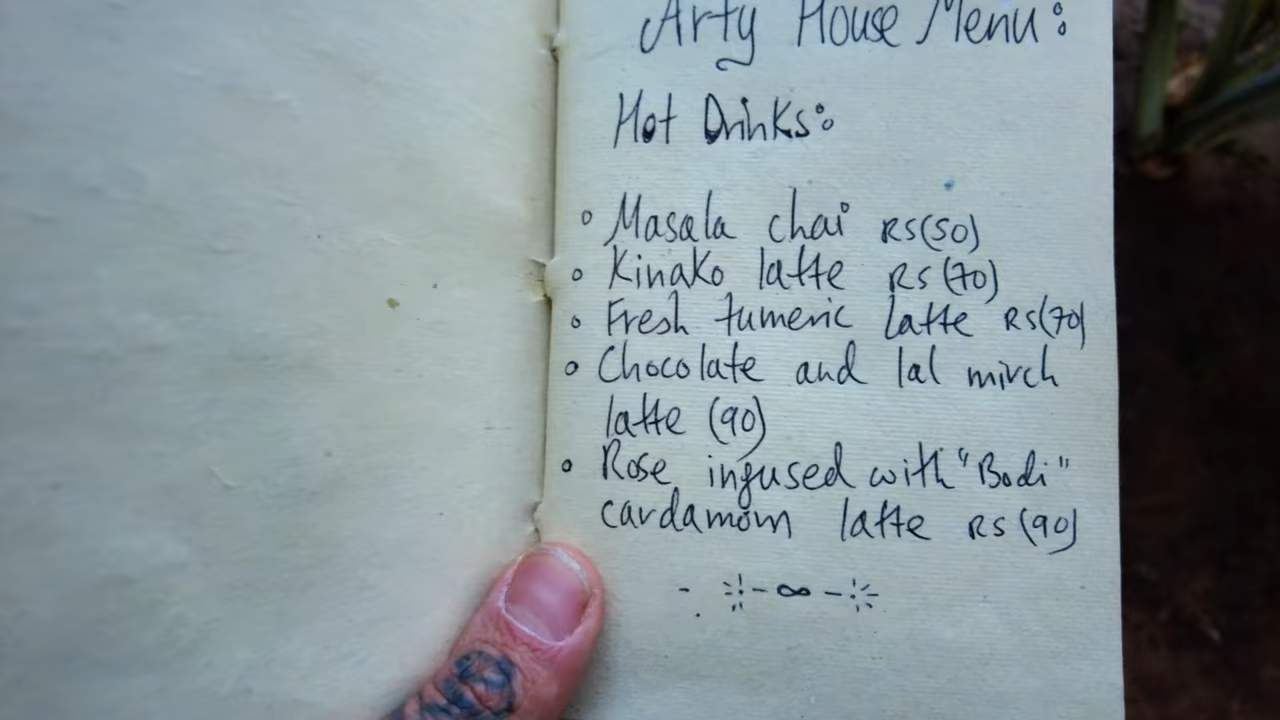 Arty House Menu:
Hot Drinks:
Masala chai RS(50)
Kinako latte RS(70)
Fresh tumeric latte RS(70)
Chocolate and lal mirch
latte (90)
Rose infused with "Bodi"
cardamom latte RS(90)